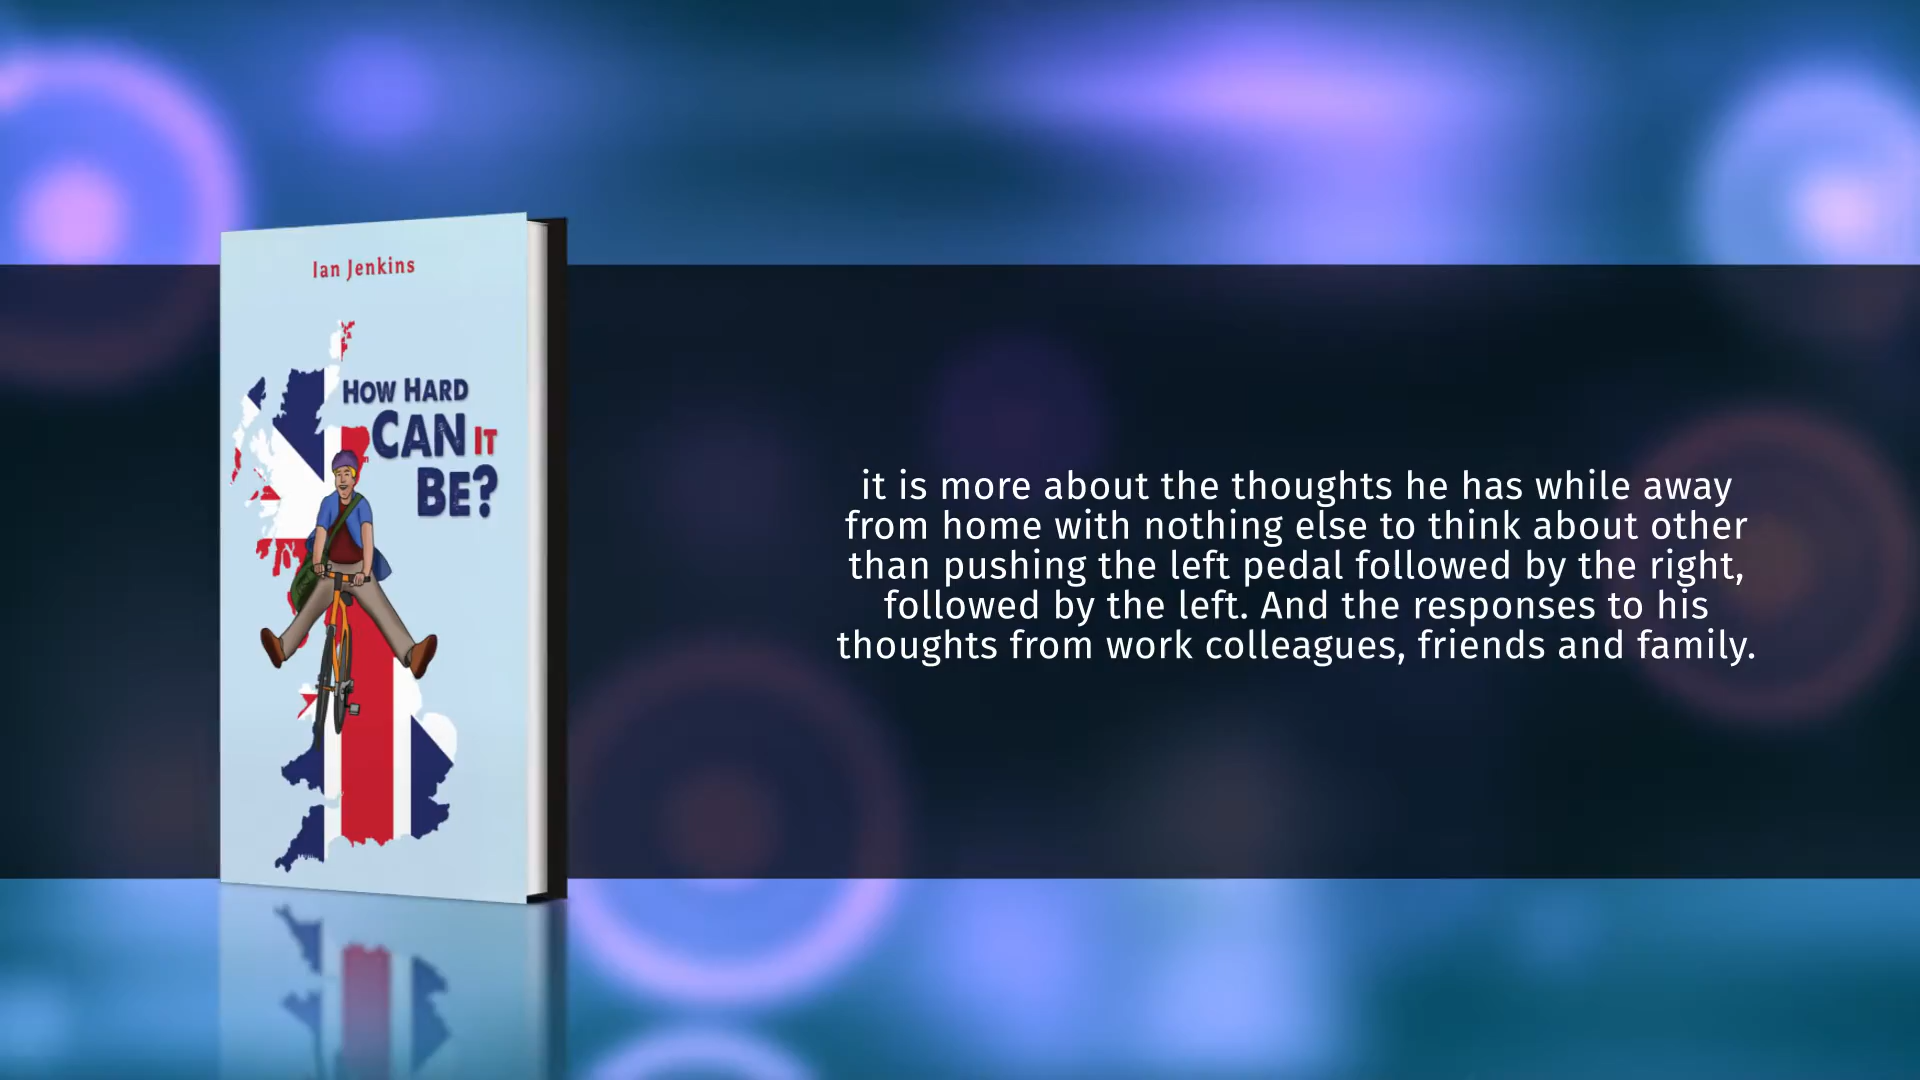 Ian Jenkins
HOW HARD
CAN IT
BE?
it is more about the thoughts he has while away
from home with nothing else to think about other
than pushing the left pedal followed by the right,
followed by the left. And the responses to his
thoughts from work colleagues, friends and family.